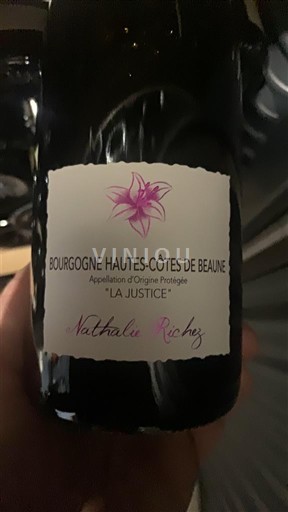 VINIOU
BOURGOGNE HAUTES-CÔTES DE BEAUNE
Appellation d'Origine Protégée
"LA JUSTICE"
Nathalie Richez